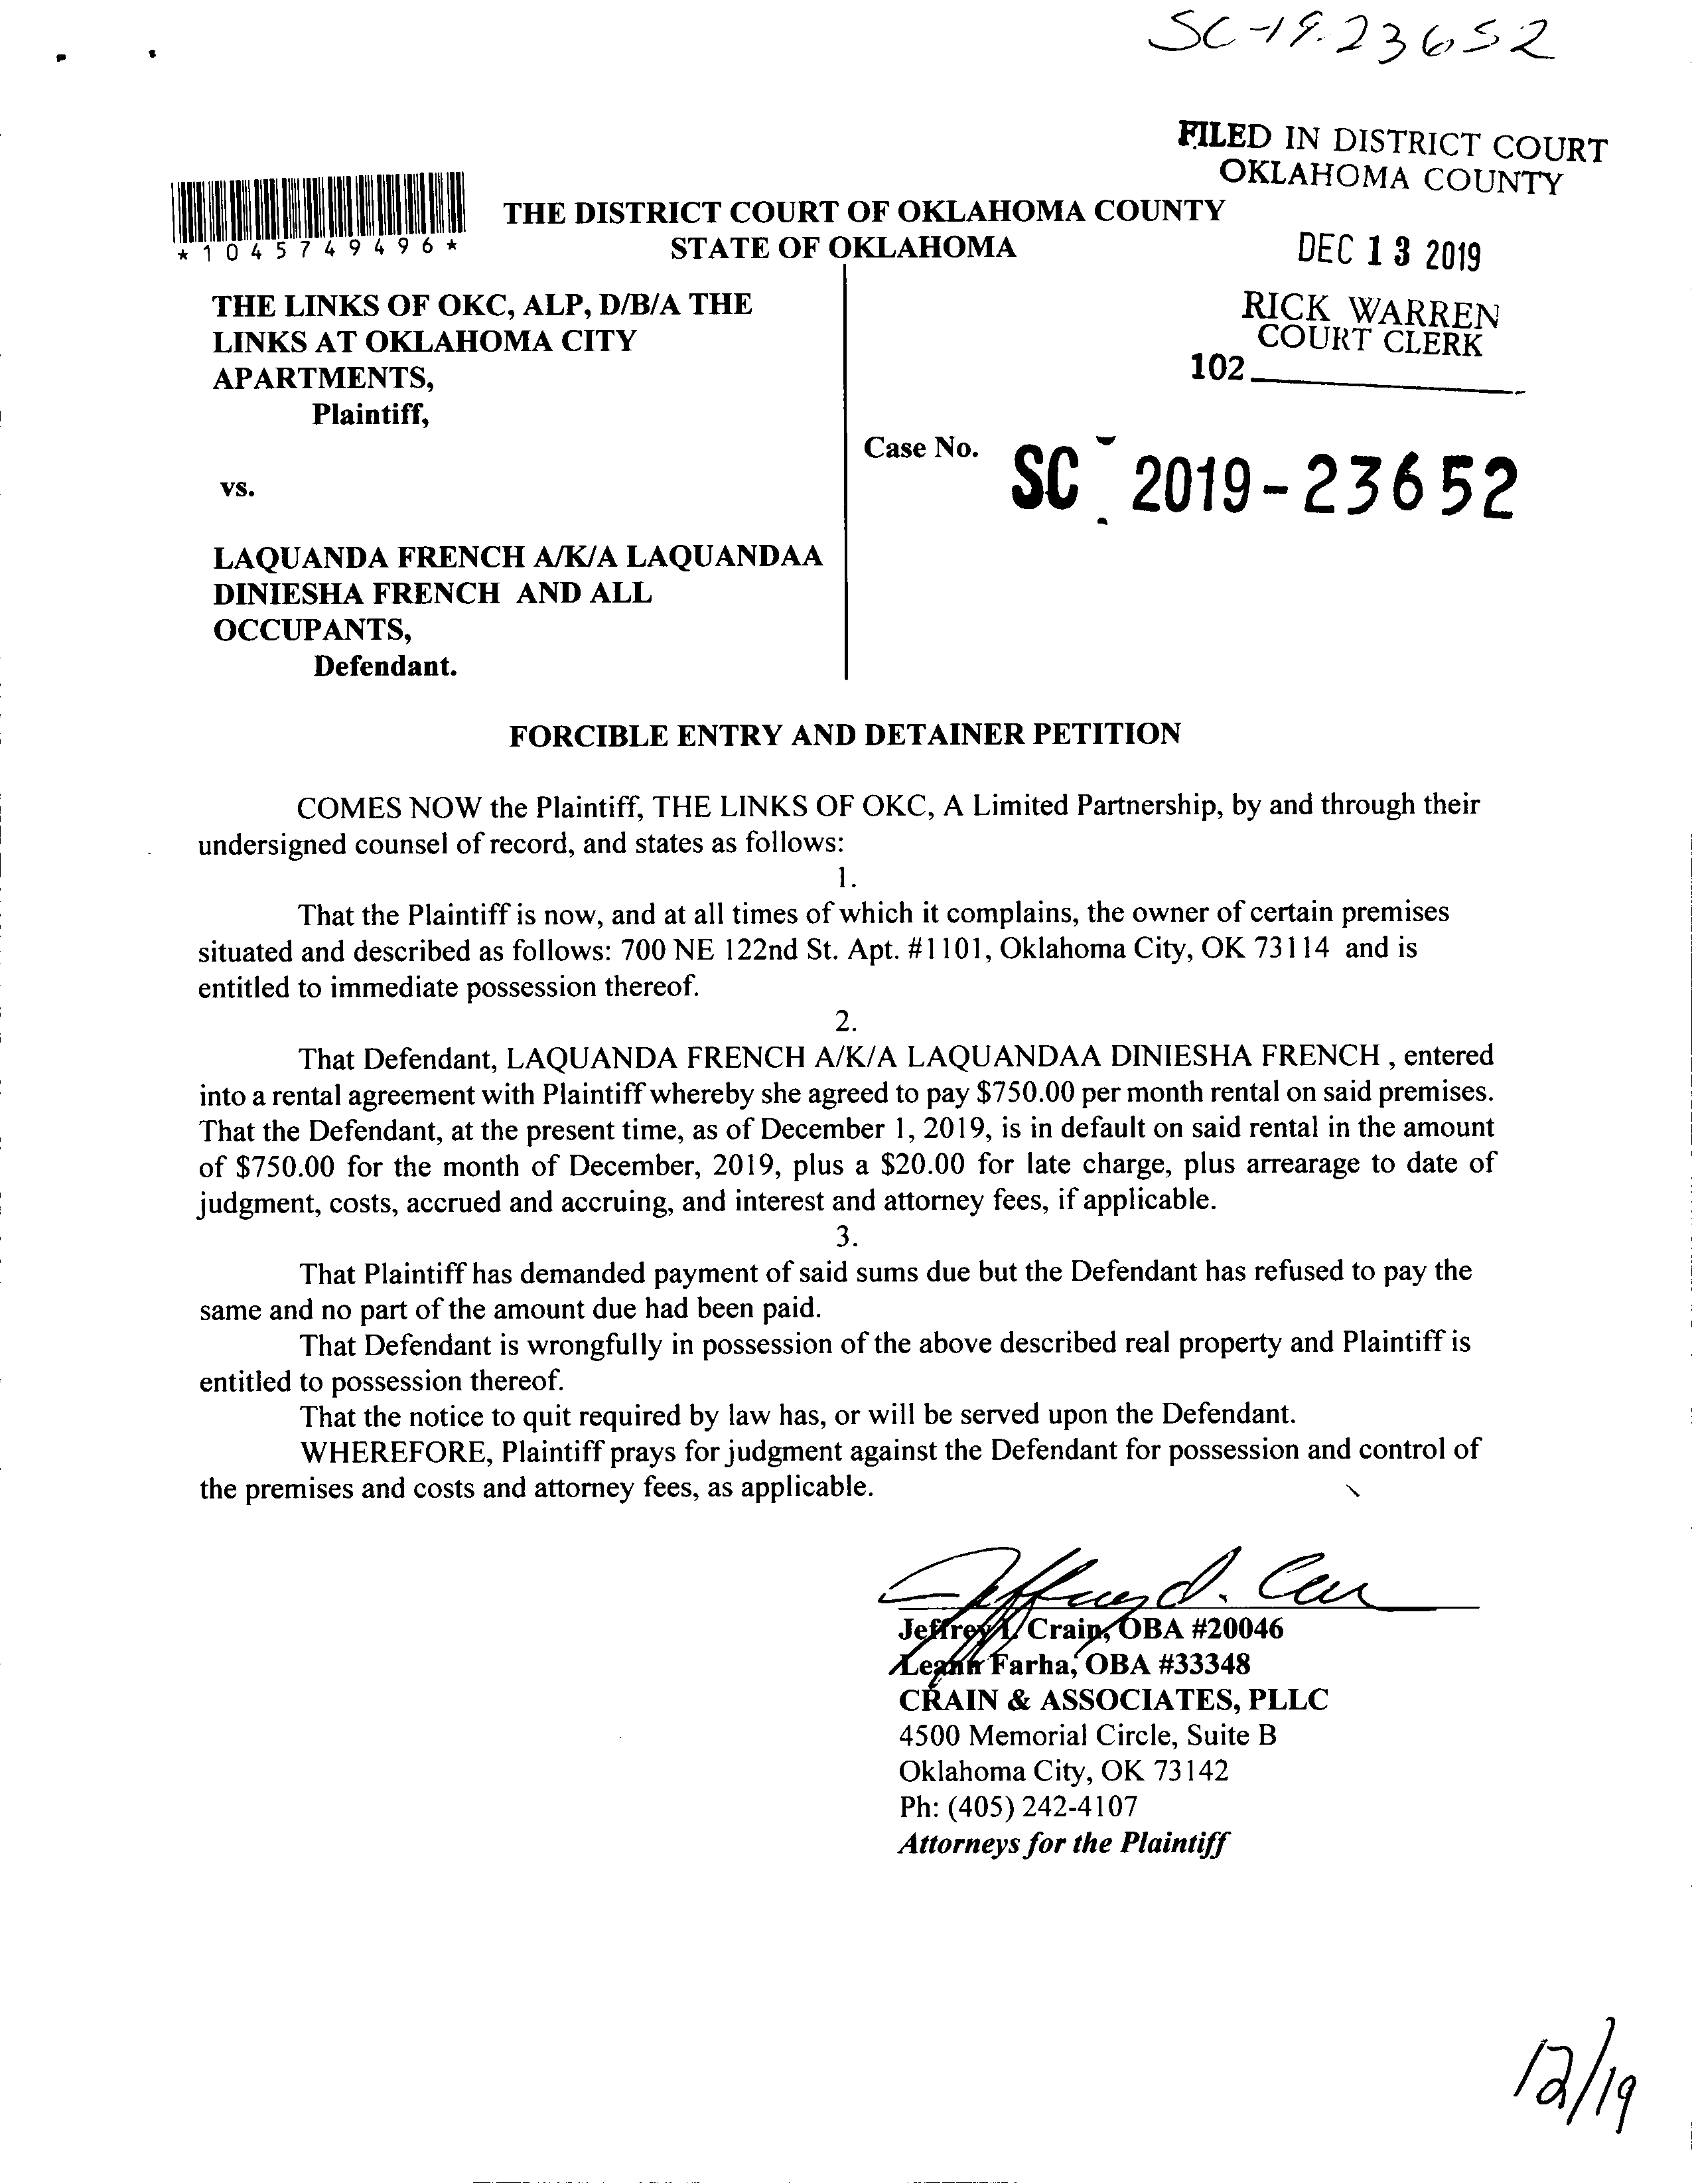 SC-19-23652
FILED IN DISTRICT COURT
OKLAHOMA COUNTY
*1045749496*
THE DISTRICT COURT OF OKLAHOMA COUNTY
STATE OF OKLAHOMA
DEC 13 2019
RICK WARREN
COURT CLERK
102
THE LINKS OF OKC, ALP, D/B/A THE
LINKS AT OKLAHOMA CITY
APARTMENTS,
Plaintiff,
vs.
Case No. SC - 2019-23652
LAQUANDA FRENCH A/K/A LAQUANDAA
DINIESHA FRENCH AND ALL
OCCUPANTS,
Defendant.
FORCIBLE ENTRY AND DETAINER PETITION
COMES NOW the Plaintiff, THE LINKS OF OKC, A Limited Partnership, by and through their
undersigned counsel of record, and states as follows:
1.
That the Plaintiff is now, and at all times of which it complains, the owner of certain premises
situated and described as follows: 700 NE 122nd St. Apt. #1101, Oklahoma City, OK 73114 and is
entitled to immediate possession thereof.
2.
That Defendant, LAQUANDA FRENCH A/K/A LAQUANDAA DINIESHA FRENCH , entered
into a rental agreement with Plaintiff whereby she agreed to pay $750.00 per month rental on said premises.
That the Defendant, at the present time, as of December 1, 2019, is in default on said rental in the amount
of $750.00 for the month of December, 2019, plus a $20.00 for late charge, plus arrearage to date of
judgment, costs, accrued and accruing, and interest and attorney fees, if applicable.
3.
That Plaintiff has demanded payment of said sums due but the Defendant has refused to pay the
same and no part of the amount due had been paid.
That Defendant is wrongfully in possession of the above described real property and Plaintiff is
entitled to possession thereof.
That the notice to quit required by law has, or will be served upon the Defendant.
WHEREFORE, Plaintiff prays for judgment against the Defendant for possession and control of
the premises and costs and attorney fees, as applicable.
Jeffrey Crain, OBA #20046
Leann Farha, OBA #33348
CRAIN & ASSOCIATES, PLLC
4500 Memorial Circle, Suite B
Oklahoma City, OK 73142
Ph: (405) 242-4107
Attorneys for the Plaintiff
12/19